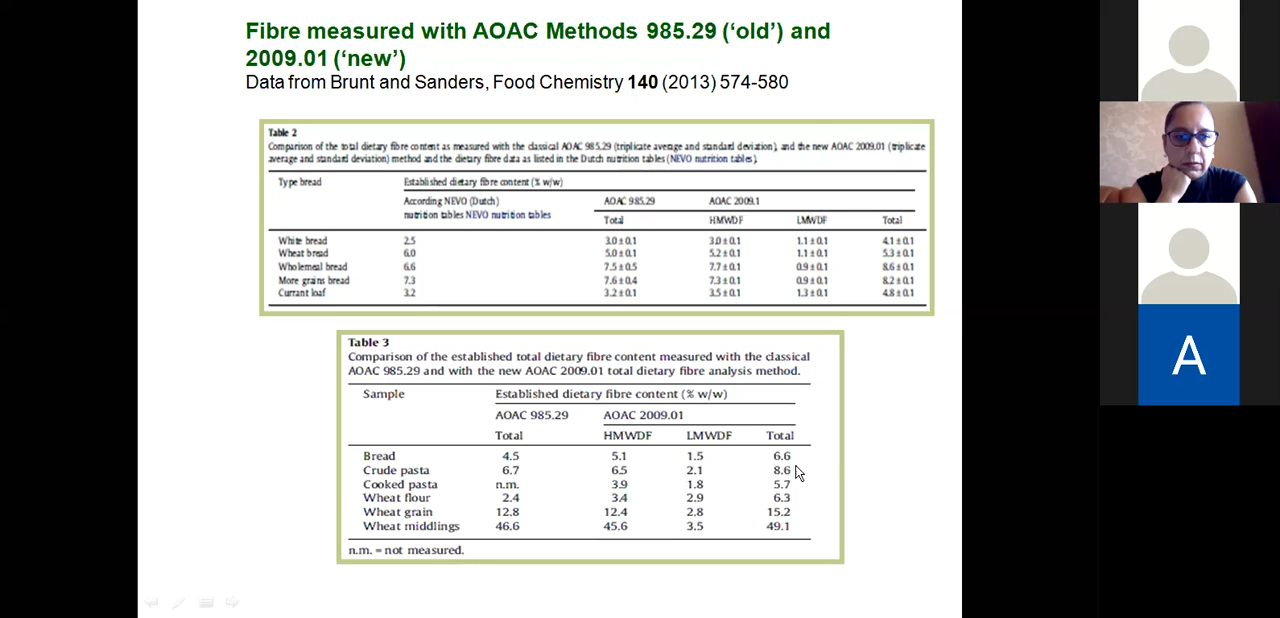 Fibre measured with AOAC Methods 985.29 (‘old’) and
2009.01 (‘new’)
Data from Brunt and Sanders, Food Chemistry 140 (2013) 574-580
Table 2
Comparison of the total dietary fibre content as measured with the classical AOAC 985.29 (triplicate average and standard deviation), and the new AOAC 2009.01 (triplicate
average and standard deviation) method and the dietary fibre data as listed in the Dutch nutrition tables (NEVO nutrition tables).
Type bread Established dietary fibre content (% w/w)
According NEVO (Dutch) AOAC 985.29 AOAC 2009.1
nutrition tables NEVO nutrition tables Total HMWDF LMWDF Total
White bread 2.5 3.0±0.1 3.0±0.1 1.1±0.1 4.1±0.1
Wheat bread 6.0 5.0±0.1 5.2±0.1 1.1±0.1 5.3±0.1
Wholemeal bread 6.6 7.5±0.5 7.7±0.1 0.9±0.1 8.6±0.1
More grains bread 7.3 7.6±0.4 7.3±0.1 0.9±0.1 8.2±0.1
Currant loaf 3.2 3.2±0.1 3.5±0.1 1.3±0.1 4.8±0.1
Table 3
Comparison of the established total dietary fibre content measured with the classical
AOAC 985.29 and with the new AOAC 2009.01 total dietary fibre analysis method.
Sample Established dietary fibre content (% w/w)
AOAC 985.29 AOAC 2009.01
Total HMWDF LMWDF Total
Bread 4.5 5.1 1.5 6.6
Crude pasta 6.7 6.5 2.1 8.6
Cooked pasta n.m. 3.9 1.8 5.7
Wheat flour 2.4 3.4 2.9 6.3
Wheat grain 12.8 12.4 2.8 15.2
Wheat middlings 46.6 45.6 3.5 49.1
n.m. = not measured.
A